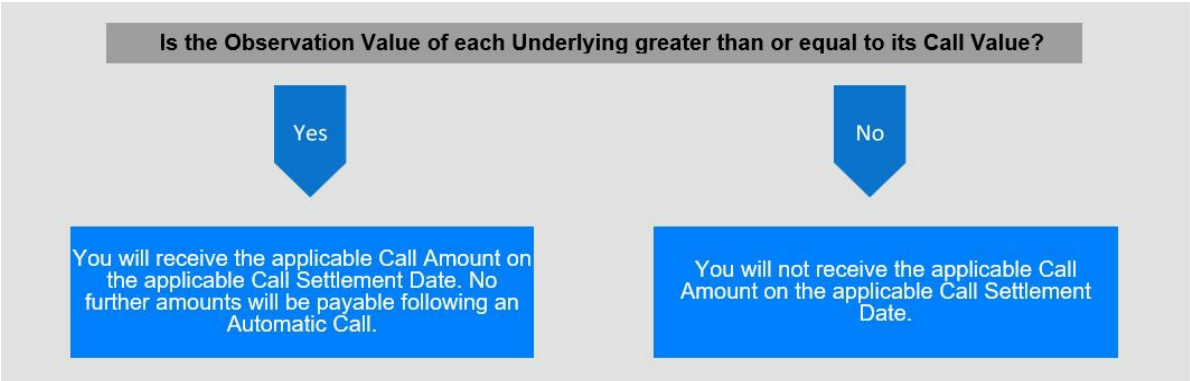 Is the Observation Value of each Underlying greater than or equal to its Call Value?
Yes
No
You will receive the applicable Call Amount on
the applicable Call Settlement Date. No
further amounts will be payable following an
Automatic Call.
You will not receive the applicable Call
Amount on the applicable Call Settlement
Date.